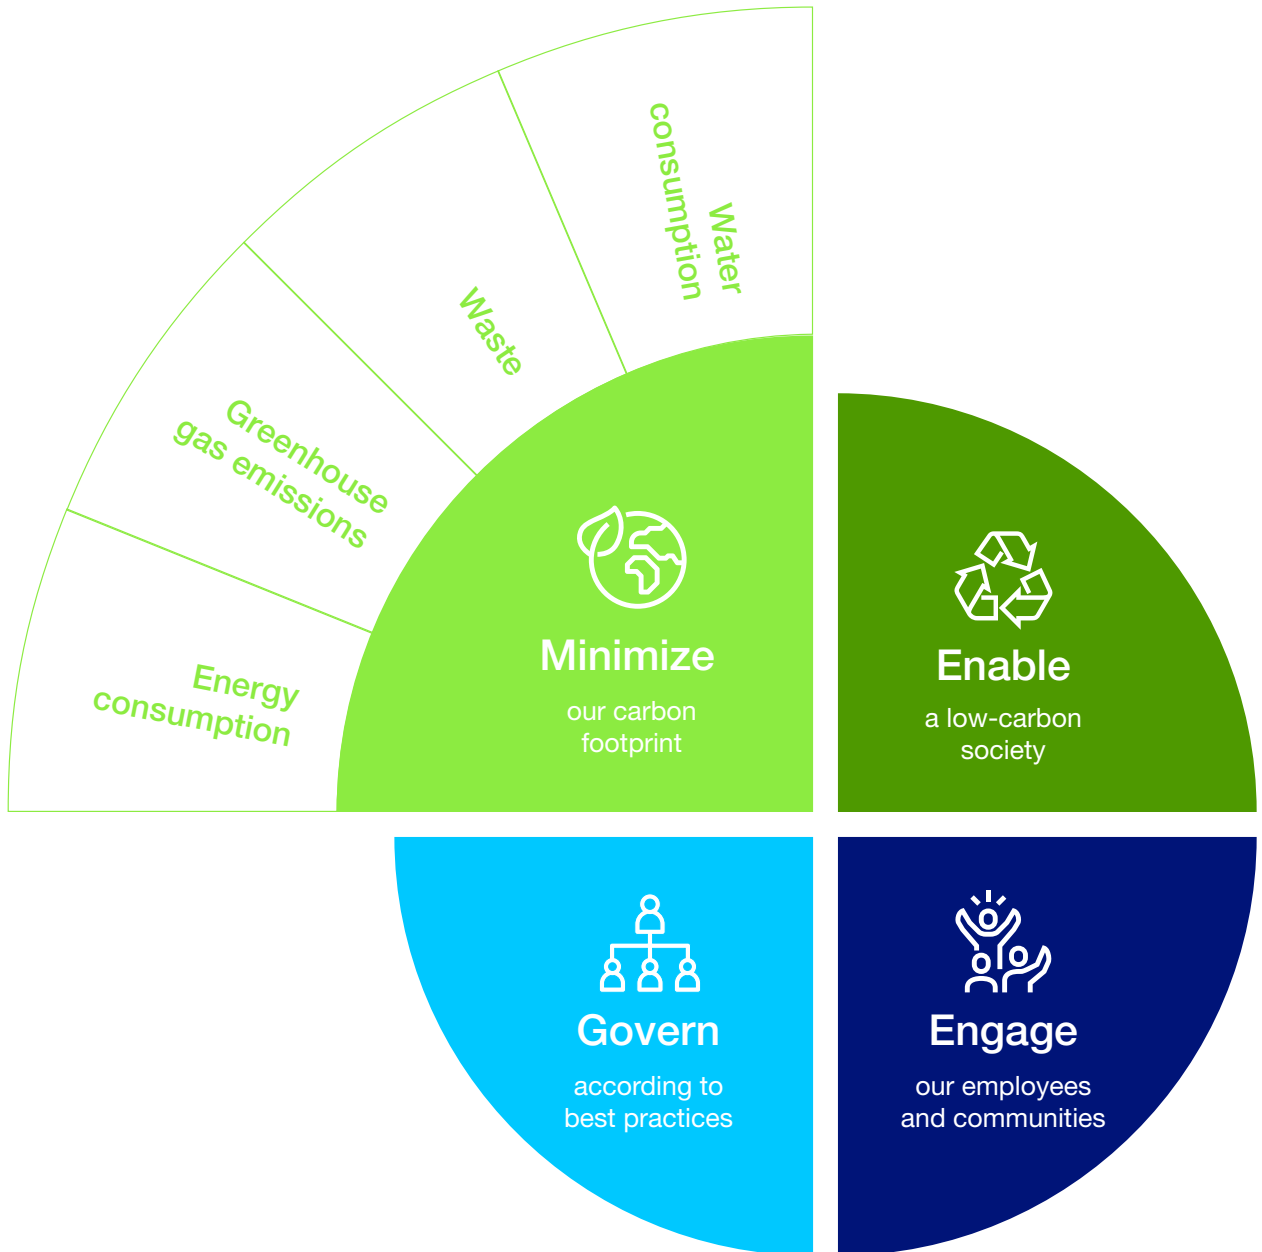 Water
consumption
Waste
Greenhouse
gas emissions
Energy
consumption
Minimize
our carbon
footprint
Enable
a low-carbon
society
Govern
according to
best practices
Engage
our employees
and communities